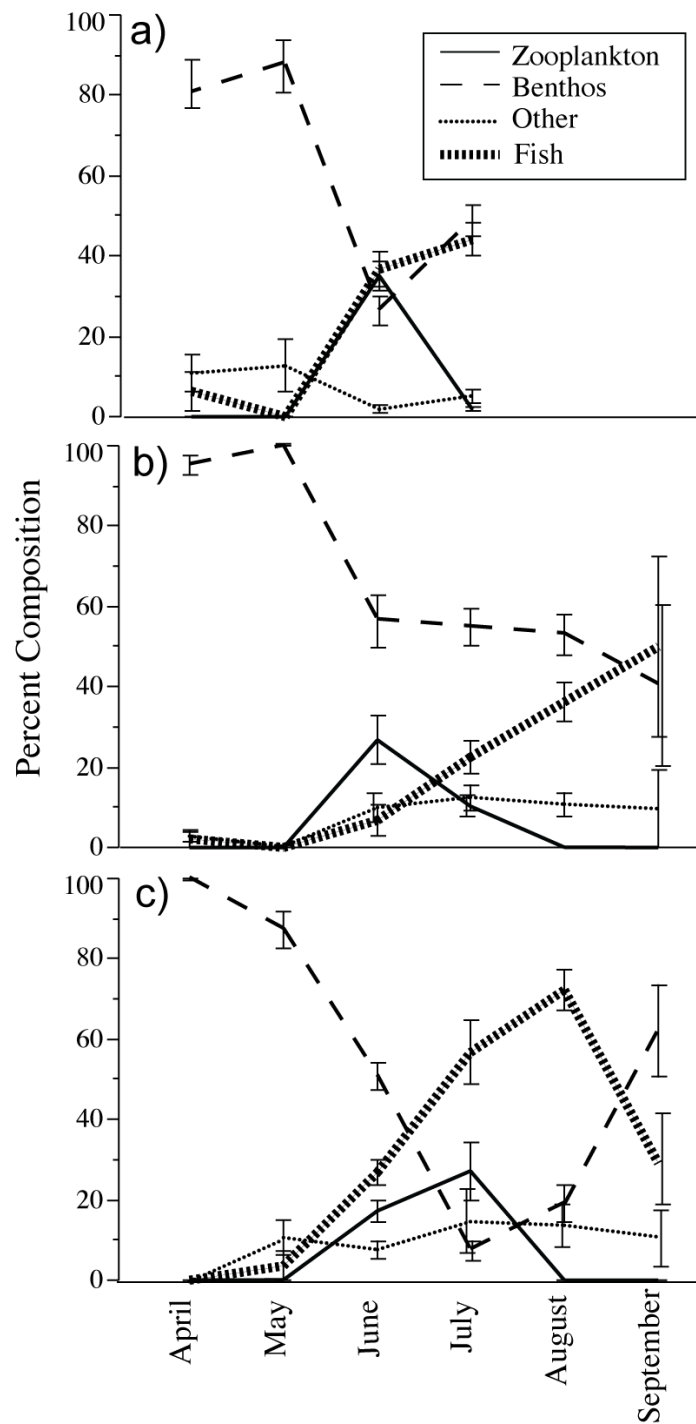 a)
100
80
60
40
20
0
Zooplankton
Benthos
Other
Fish
b)
100
80
60
40
20
0
Percent Composition
c)
100
80
60
40
20
0
April
May
June
July
August
September